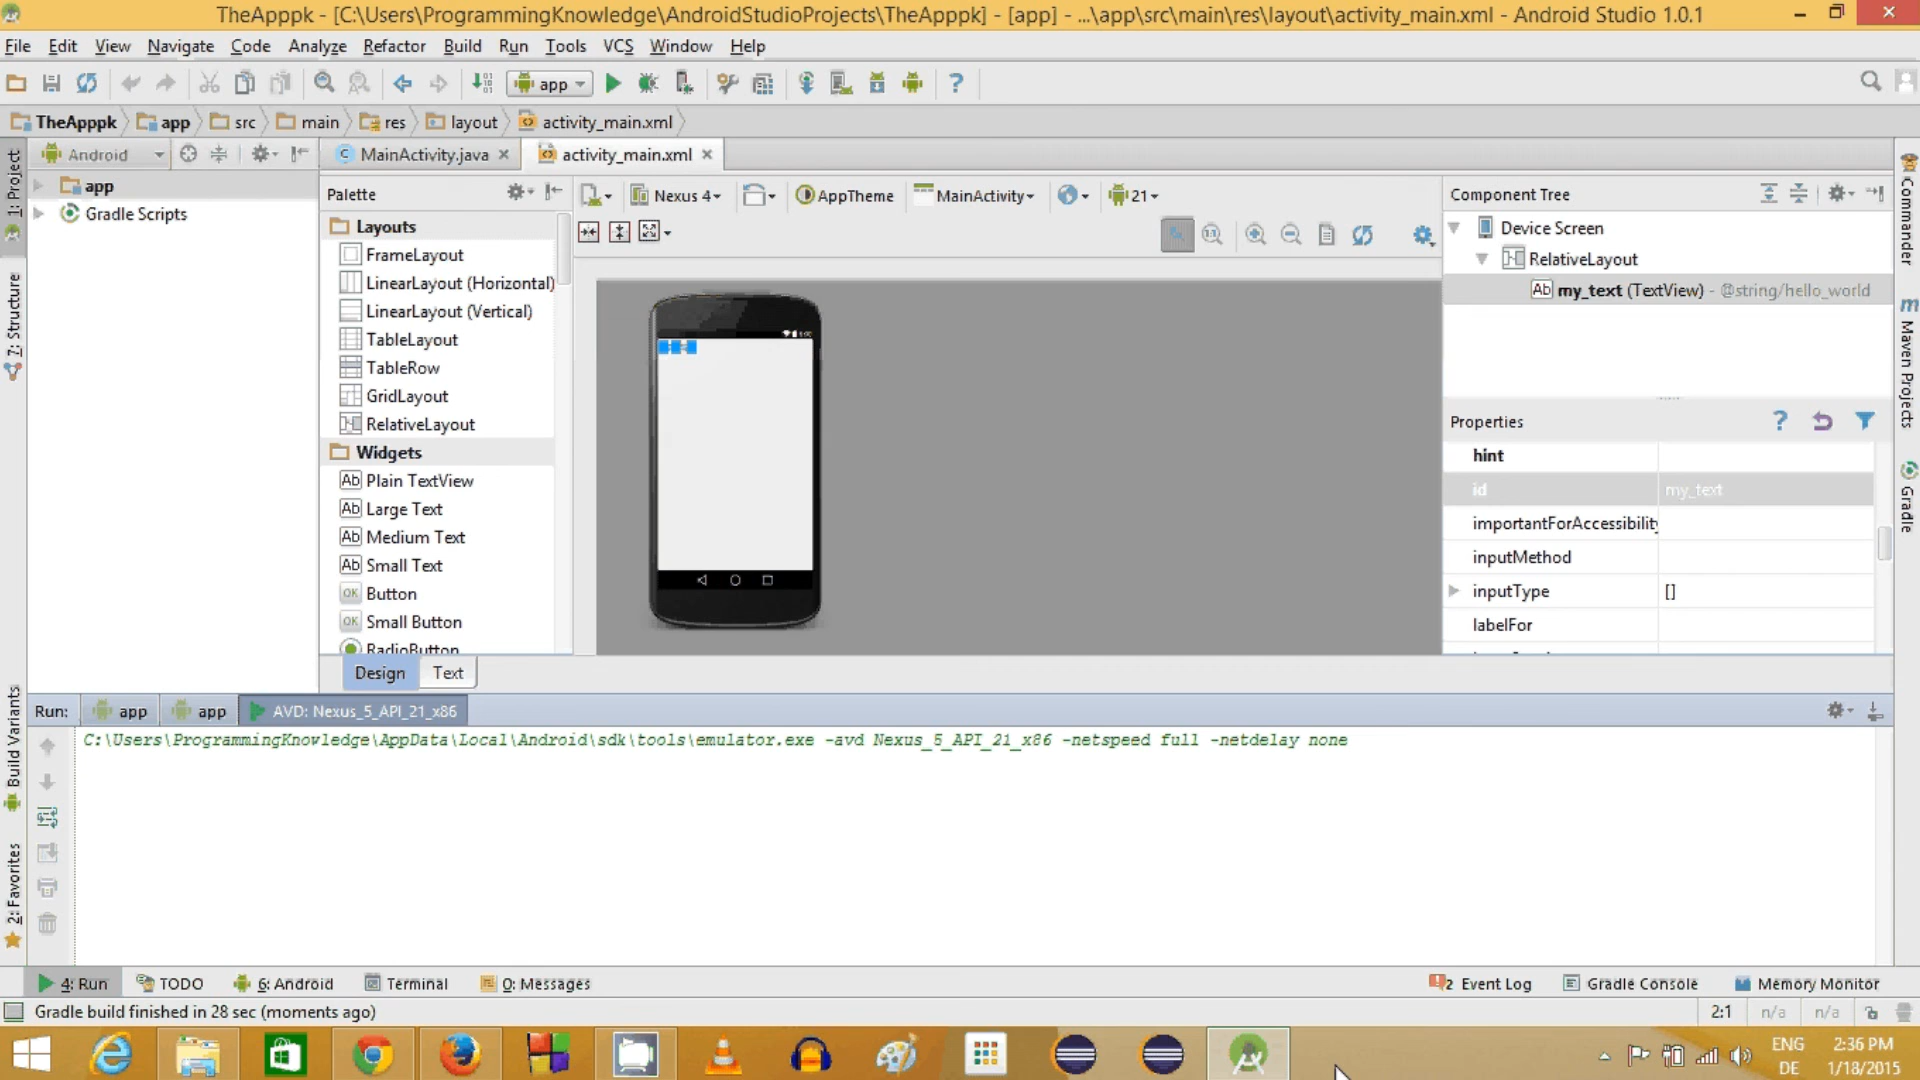 TheApppk - [C:\Users\ProgrammingKnowledge\AndroidStudioProjects\TheApppk] - [app] - ...\app\src\main\res\layout\activity_main.xml - Android Studio 1.0.1
File Edit View Navigate Code Analyze Refactor Build Run Tools VCS Window Help
app
TheApppk app src main res layout activity_main.xml
1: Project
Android
MainActivity.java
activity_main.xml
app
Gradle Scripts
7: Structure
Build Variants
2: Favorites
Palette
Layouts
FrameLayout
LinearLayout (Horizontal)
LinearLayout (Vertical)
TableLayout
TableRow
GridLayout
RelativeLayout
Widgets
Ab Plain TextView
Ab Large Text
Ab Medium Text
Ab Small Text
OK Button
OK Small Button
RadioButton
Nexus 4 AppTheme MainActivity 21
Design Text
Component Tree
Device Screen
RelativeLayout
Ab my_text (TextView) - @string/hello_world
Properties
hint
id my_text
importantForAccessibility
inputMethod
inputType []
labelFor
Commander
Maven Projects
Gradle
Run: app app AVD: Nexus_5_API_21_x86
C:\Users\ProgrammingKnowledge\AppData\Local\Android\sdk\tools\emulator.exe -avd Nexus_5_API_21_x86 -netspeed full -netdelay none
4: Run TODO 6: Android Terminal 0: Messages
2 Event Log Gradle Console Memory Monitor
Gradle build finished in 28 sec (moments ago)
2:1 n/a n/a
ENG 2:36 PM
DE 1/18/2015